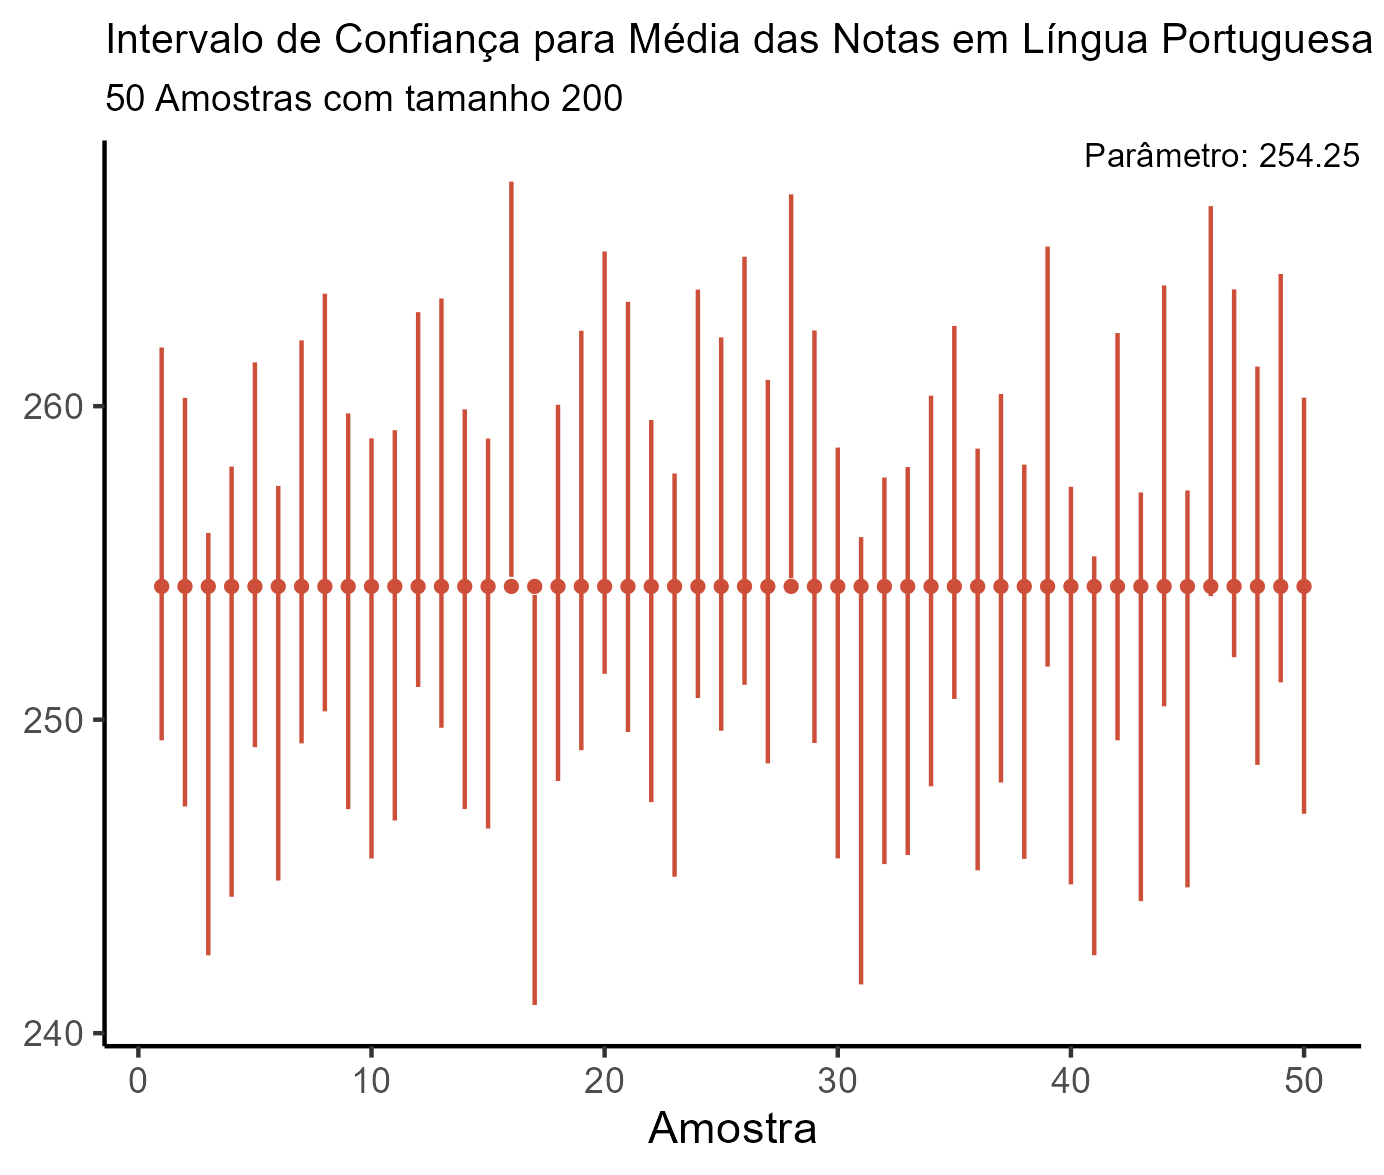 Intervalo de Confiança para Média das Notas em Língua Portuguesa
50 Amostras com tamanho 200
Parâmetro: 254.25
260
250
240
0 10 20 30 40 50
Amostra